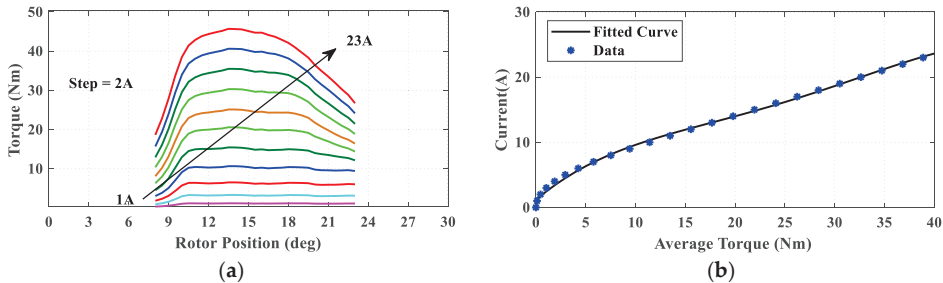 (a)
50
40
30
20
10
Torque (Nm)
23A
Step = 2A
1A
0 3 6 9 12 15 18 21 24 27 30
Rotor Position (deg)
(a)
(b)
30
20
10
0
Current(A)
Fitted Curve
Data
0 5 10 15 20 25 30 35 40
Average Torque (Nm)
(b)